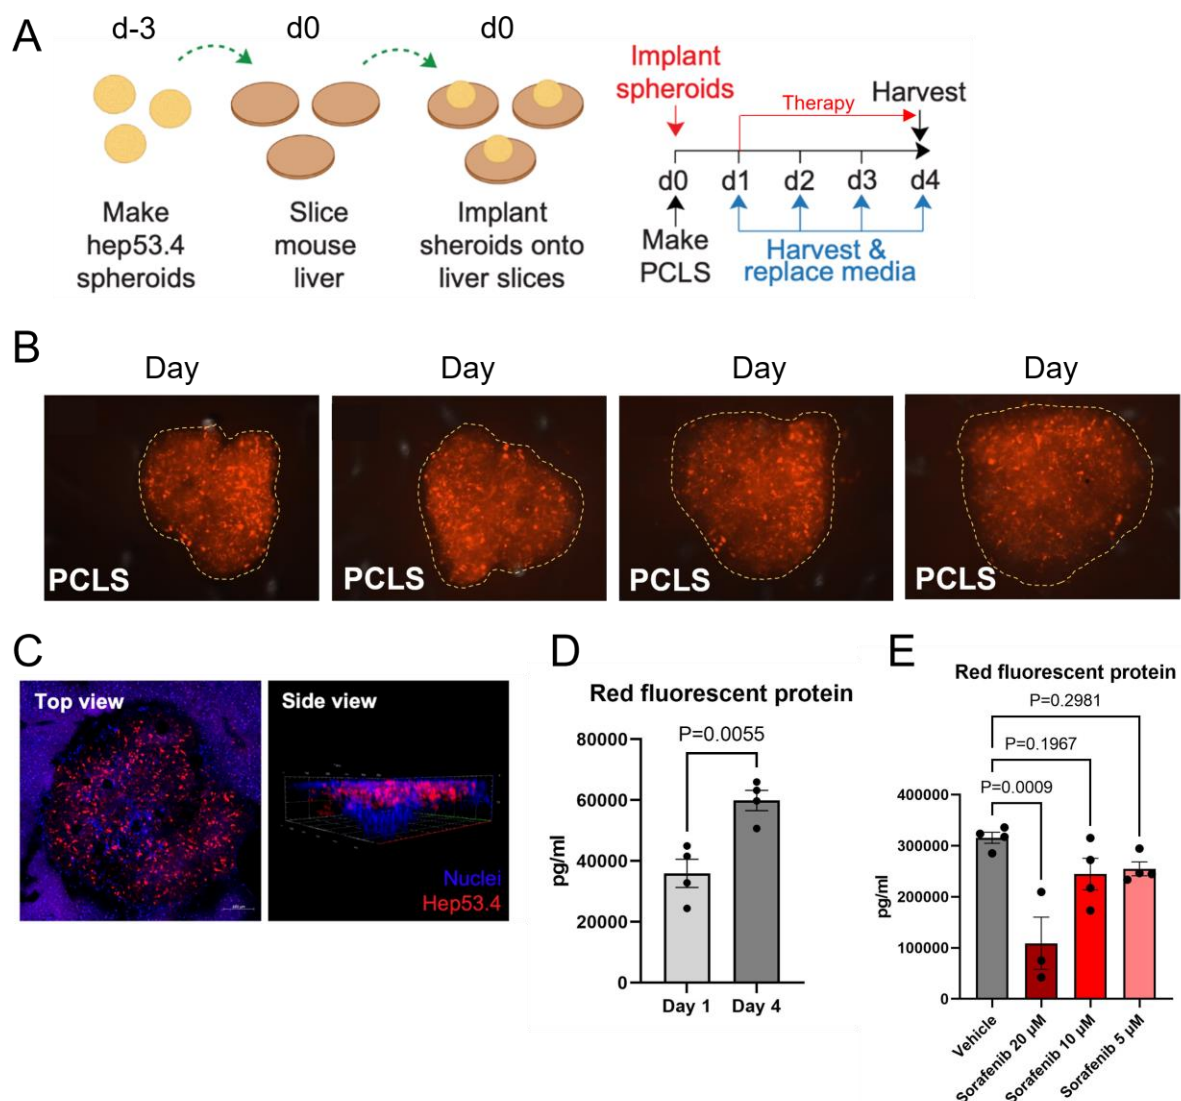 A
d-3
d0
d0
Make
hep53.4
spheroids
Slice
mouse
liver
Implant
sheroids onto
liver slices
Implant
spheroids
Therapy
Harvest
d0
d1
d2
d3
d4
Make
PCLS
Harvest &
replace media
B
Day
Day
Day
Day
PCLS
PCLS
PCLS
PCLS
C
Top view
Side view
Nuclei
Hep53.4
D
Red fluorescent protein
P=0.0055
80000
60000
40000
20000
0
pg/ml
Day 1
Day 4
E
Red fluorescent protein
P=0.2981
P=0.1967
P=0.0009
400000
300000
200000
100000
0
pg/ml
Vehicle
Sorafenib 20 µM
Sorafenib 10 µM
Sorafenib 5 µM